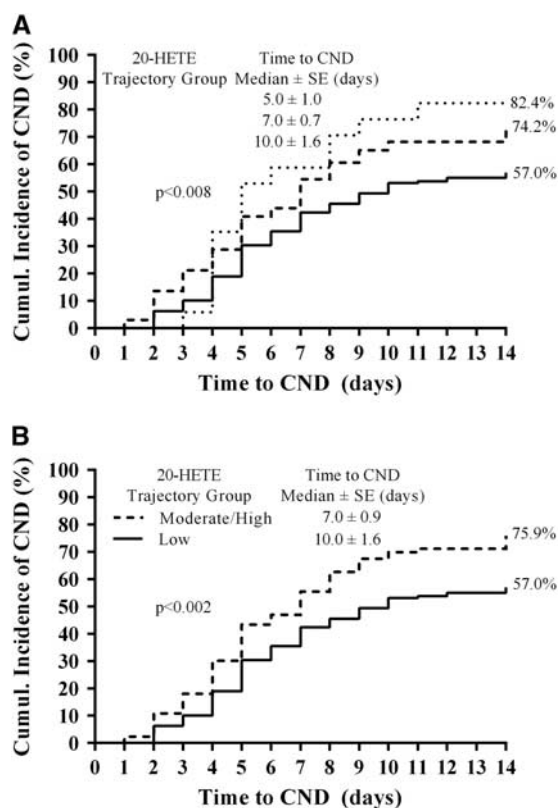 A
20-HETE Time to CND
Trajectory Group Median ± SE (days)
5.0 ± 1.0
7.0 ± 0.7
10.0 ± 1.6
p<0.008
82.4%
74.2%
57.0%
Cumul. Incidence of CND (%)
100
90
80
70
60
50
40
30
20
10
0
0 1 2 3 4 5 6 7 8 9 10 11 12 13 14
Time to CND (days)
B
20-HETE Time to CND
Trajectory Group Median ± SE (days)
Moderate/High 7.0 ± 0.9
Low 10.0 ± 1.6
p<0.002
75.9%
57.0%
Cumul. Incidence of CND (%)
100
90
80
70
60
50
40
30
20
10
0
0 1 2 3 4 5 6 7 8 9 10 11 12 13 14
Time to CND (days)